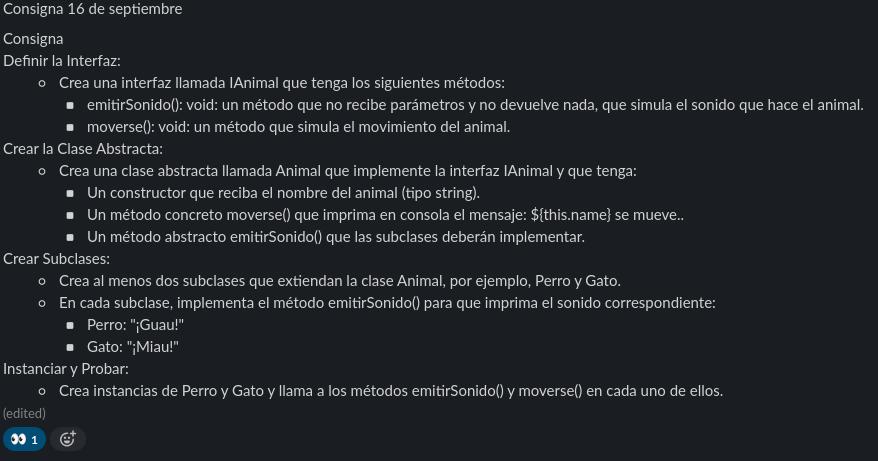 Consigna 16 de septiembre
Consigna
Definir la Interfaz:
Crea una interfaz llamada IAnimal que tenga los siguientes métodos:
emitirSonido(): void: un método que no recibe parámetros y no devuelve nada, que simula el sonido que hace el animal.
moverse(): void: un método que simula el movimiento del animal.
Crear la Clase Abstracta:
Crea una clase abstracta llamada Animal que implemente la interfaz IAnimal y que tenga:
Un constructor que reciba el nombre del animal (tipo string).
Un método concreto moverse() que imprima en consola el mensaje: ${this.name} se mueve..
Un método abstracto emitirSonido() que las subclases deberán implementar.
Crear Subclases:
Crea al menos dos subclases que extiendan la clase Animal, por ejemplo, Perro y Gato.
En cada subclase, implementa el método emitirSonido() para que imprima el sonido correspondiente:
Perro: "¡Guau!"
Gato: "¡Miau!"
Instanciar y Probar:
Crea instancias de Perro y Gato y llama a los métodos emitirSonido() y moverse() en cada uno de ellos.
(edited)
1